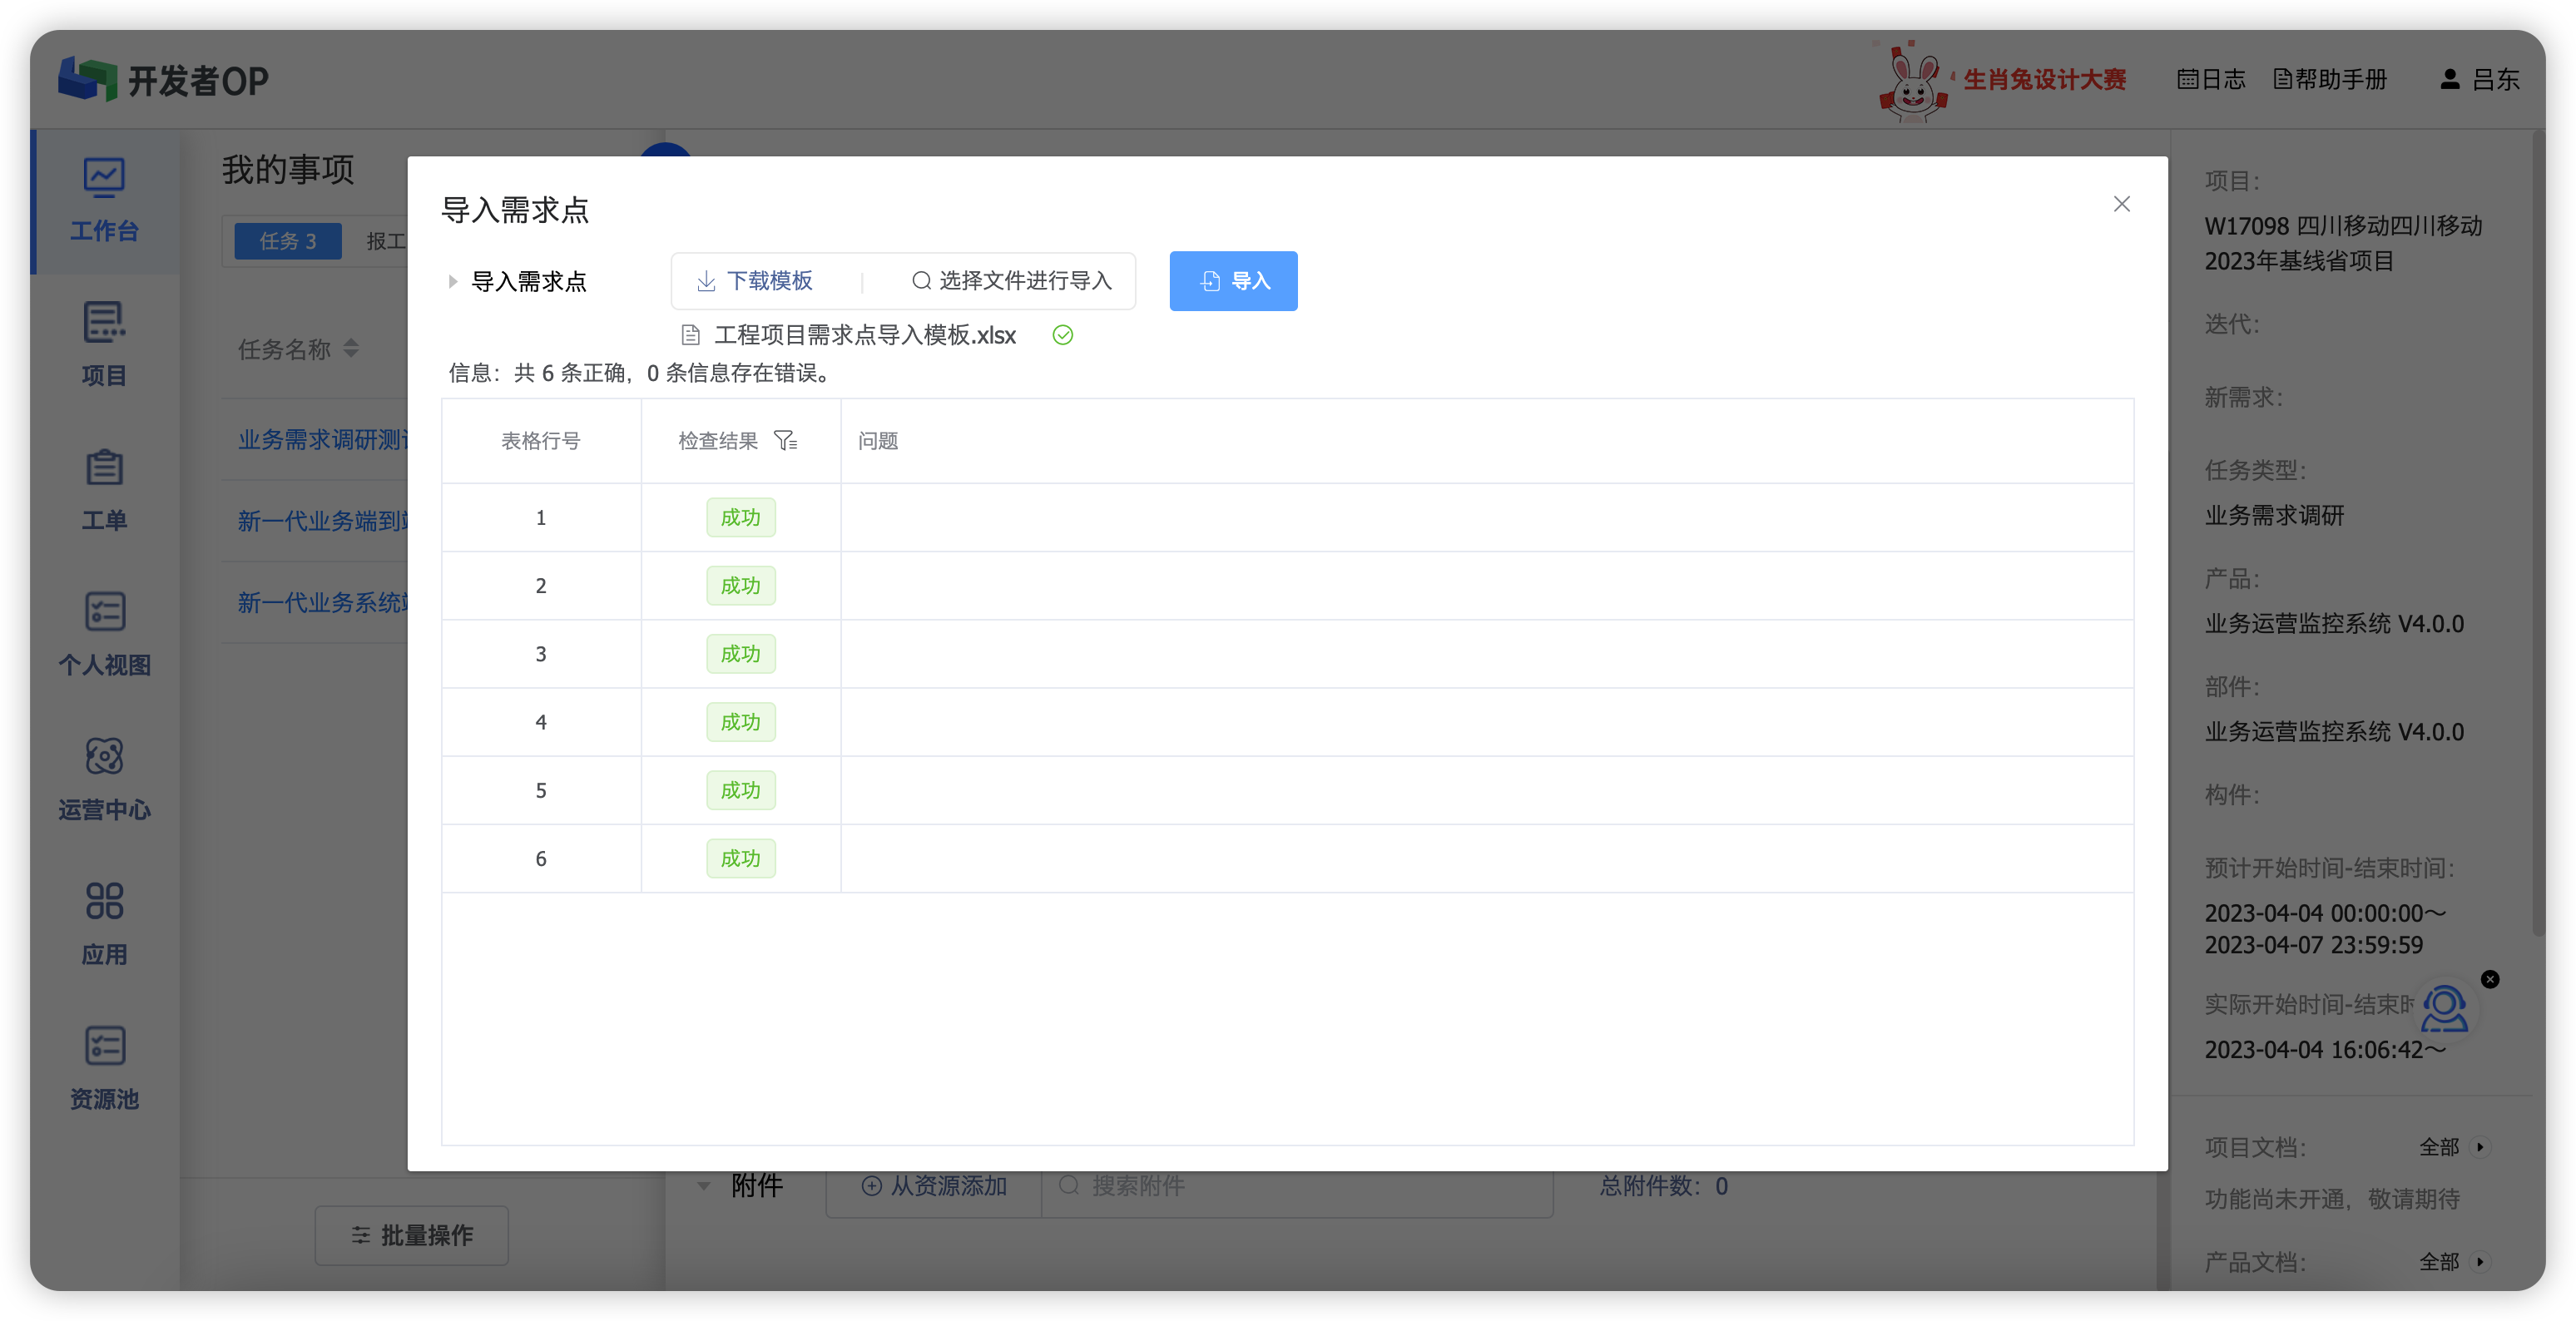 开发者OP
生肖兔设计大赛
日志
帮助手册
吕东
工作台
项目
工单
个人视图
运营中心
应用
资源池
我的事项
任务 3
报工
任务名称
业务需求调研测
新一代业务端到
新一代业务系统
批量操作
导入需求点
导入需求点
下载模板
选择文件进行导入
导入
工程项目需求点导入模板.xlsx
信息：共 6 条正确，0 条信息存在错误。
表格行号 检查结果 问题
1 成功
2 成功
3 成功
4 成功
5 成功
6 成功
附件
从资源添加
搜索附件
总附件数：0
项目：
W17098 四川移动四川移动
2023年基线省项目
迭代：
新需求：
任务类型：
业务需求调研
产品：
业务运营监控系统 V4.0.0
部件：
业务运营监控系统 V4.0.0
构件：
预计开始时间-结束时间：
2023-04-04 00:00:00～
2023-04-07 23:59:59
实际开始时间-结束
2023-04-04 16:06:42～
项目文档： 全部
功能尚未开通，敬请期待
产品文档： 全部